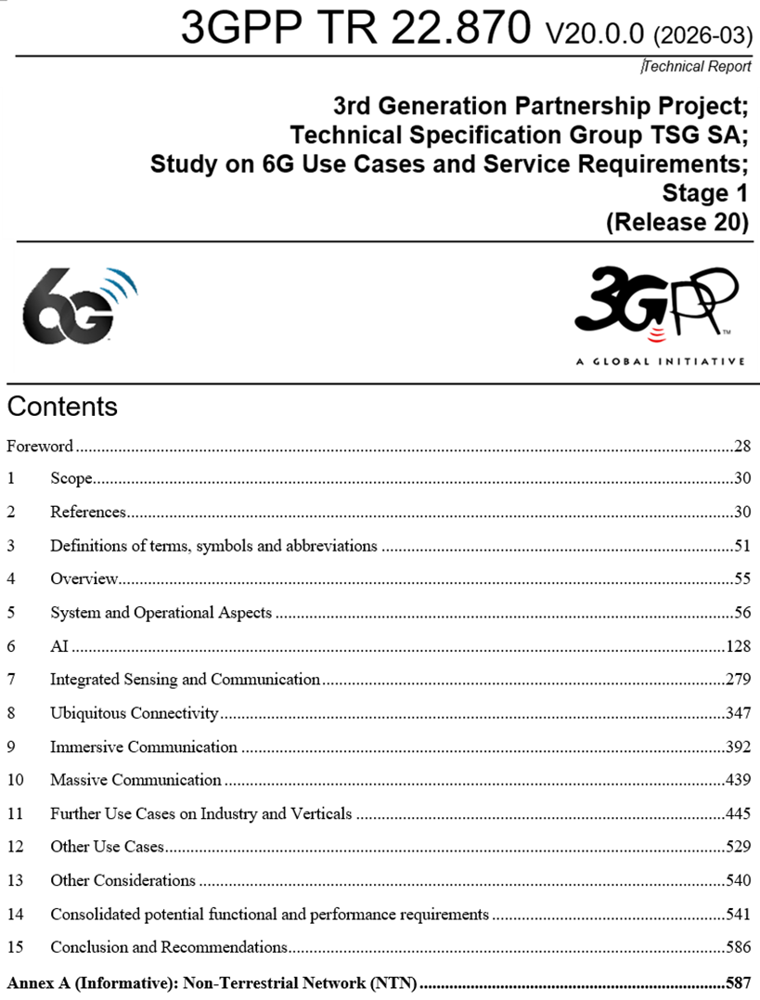 3GPP TR 22.870 V20.0.0 (2026-03)
Technical Report
3rd Generation Partnership Project;
Technical Specification Group TSG SA;
Study on 6G Use Cases and Service Requirements;
Stage 1
(Release 20)
6G
3GPP TM
A GLOBAL INITIATIVE
Contents
Foreword 28
1 Scope 30
2 References 30
3 Definitions of terms, symbols and abbreviations 51
4 Overview 55
5 System and Operational Aspects 56
6 AI 128
7 Integrated Sensing and Communication 279
8 Ubiquitous Connectivity 347
9 Immersive Communication 392
10 Massive Communication 439
11 Further Use Cases on Industry and Verticals 445
12 Other Use Cases 529
13 Other Considerations 540
14 Consolidated potential functional and performance requirements 541
15 Conclusion and Recommendations 586
Annex A (Informative): Non-Terrestrial Network (NTN) 587